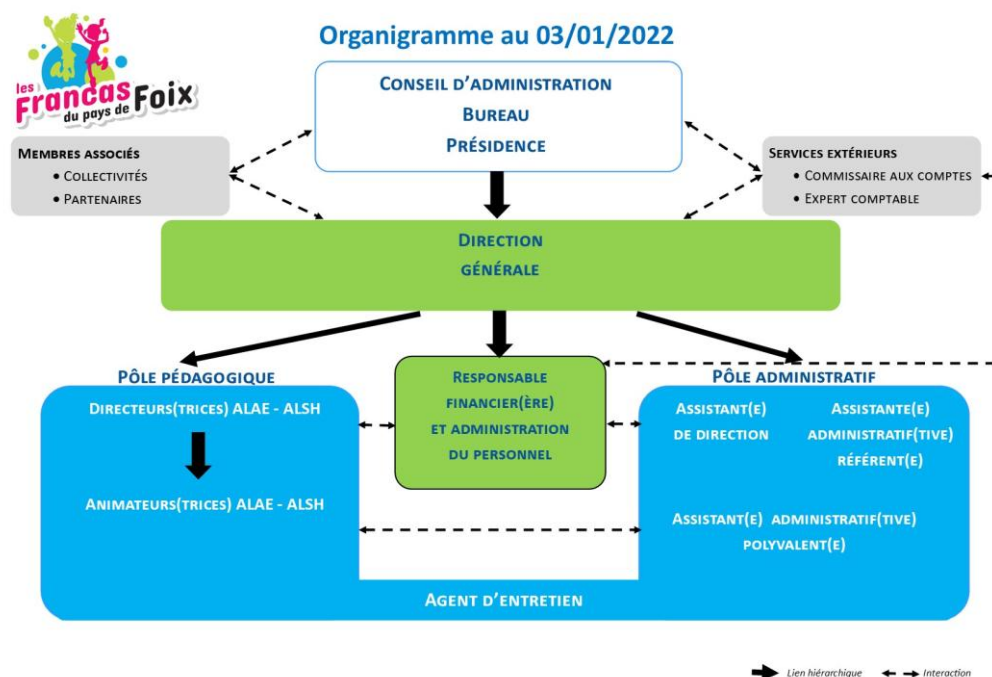 Organigramme au 03/01/2022
les
Francas
du pays de Foix
CONSEIL D'ADMINISTRATION
BUREAU
PRÉSIDENCE
MEMBRES ASSOCIÉS
• COLLECTIVITÉS
• PARTENAIRES
SERVICES EXTÉRIEURS
• COMMISSAIRE AUX COMPTES
• EXPERT COMPTABLE
DIRECTION
GÉNÉRALE
PÔLE PÉDAGOGIQUE
DIRECTEURS(TRICES) ALAE - ALSH
ANIMATEURS(TRICES) ALAE - ALSH
RESPONSABLE
FINANCIER(ÈRE)
ET ADMINISTRATION
DU PERSONNEL
PÔLE ADMINISTRATIF
ASSISTANT(E)
DE DIRECTION
ASSISTANTE(E)
ADMINISTRATIF(TIVE)
RÉFÉRENT(E)
ASSISTANT(E) ADMINISTRATIF(TIVE)
POLYVALENT(E)
AGENT D'ENTRETIEN
Lien hiérarchique
Interaction